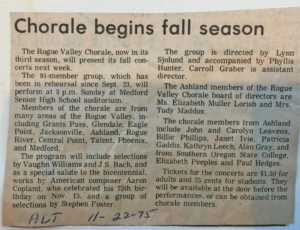 Chorale begins fall season
The Rogue Valley Chorale, now in its
third season, will present its fall con-
certs next week.
The 81-member group, which has
been in rehearsal since Sept. 23, will
perform at 3 p.m. Sunday at Medford
Senior High School auditorium.
Members of the chorale are from
many areas of the Rogue Valley, in-
cluding Grants Pass, Glendale, Eagle
Point, Jacksonville, Ashland, Rogue
River, Central Point, Talent, Phoenix,
and Medford.
The program will include selections
by Vaughn Williams and J.S. Bach, and
as a special salute to the bicentennial,
works by American composer Aaron
Copland, who celebrated his 75th birth-
day on Nov. 15, and a group of
selections by Stephen Foster.
The group is directed by Lynn
Sjolund and accompanied by Phyllis
Hunter. Carroll Graber is assistant
director.
The Ashland members of the Rogue
Valley Chorale board of directors are
Ms. Elizabeth Muller Lorish and Mrs.
Tudy Maddox.
The chorale members from Ashland
include John and Carolyn Leavens,
Billie Phillips, Janet Ivie, Patricia
Gaddis, Kathryn Leech, Alan Gray, and
from Southern Oregon State College,
Elizabeth Peoples and Paul Hedges.
Tickets for the concerts are $1.50 for
adults and 75 cents for students. They
will be available at the door before the
performances, or can be obtained from
chorale members.
11-22-75